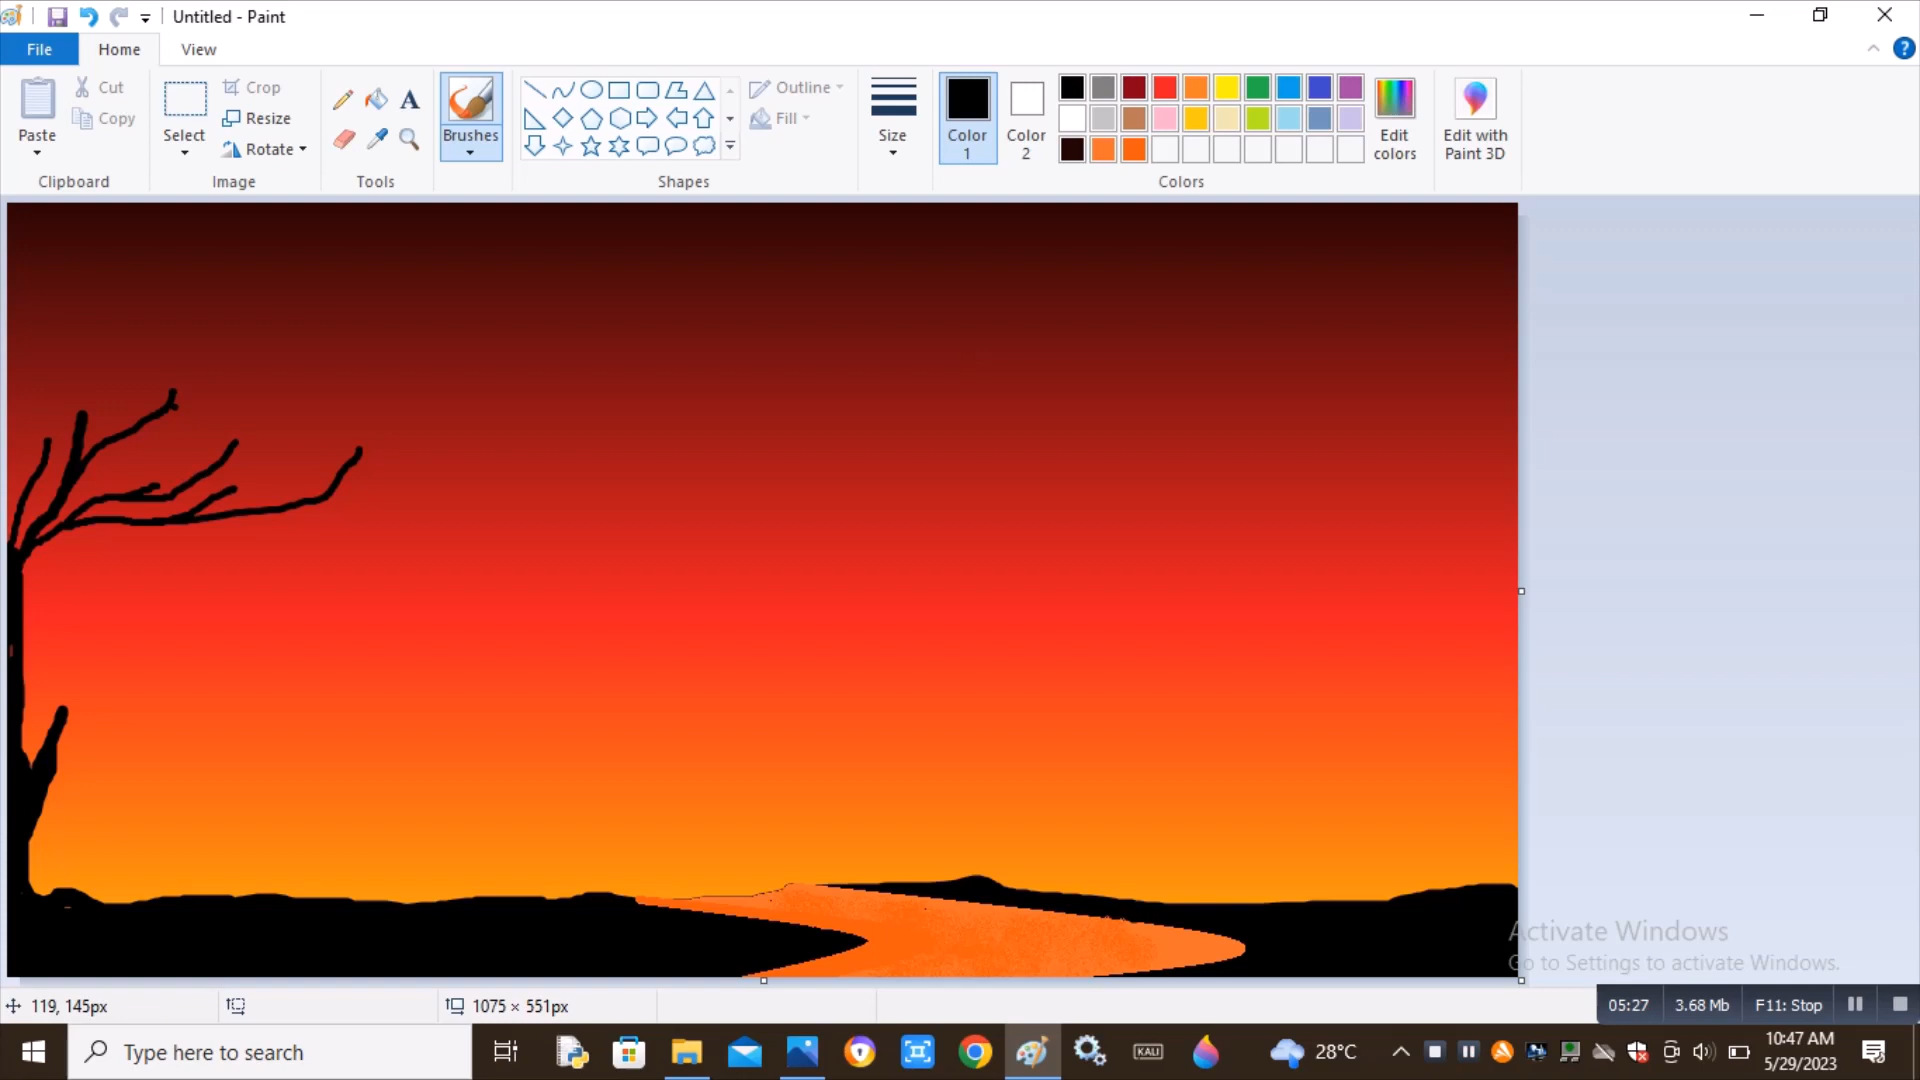 Untitled - Paint
File Home View
Paste
Cut
Copy
Clipboard
Select
Crop
Resize
Rotate
Image
A
Tools
Brushes
Outline
Fill
Shapes
Size
Color 1
Color 2
Edit colors
Colors
Edit with Paint 3D
?
Activate Windows
Go to Settings to activate Windows.
119, 145px
1075 × 551px
05:27
3.68 Mb
F11: Stop
Type here to search
KALI
28°C
10:47 AM
5/29/2023